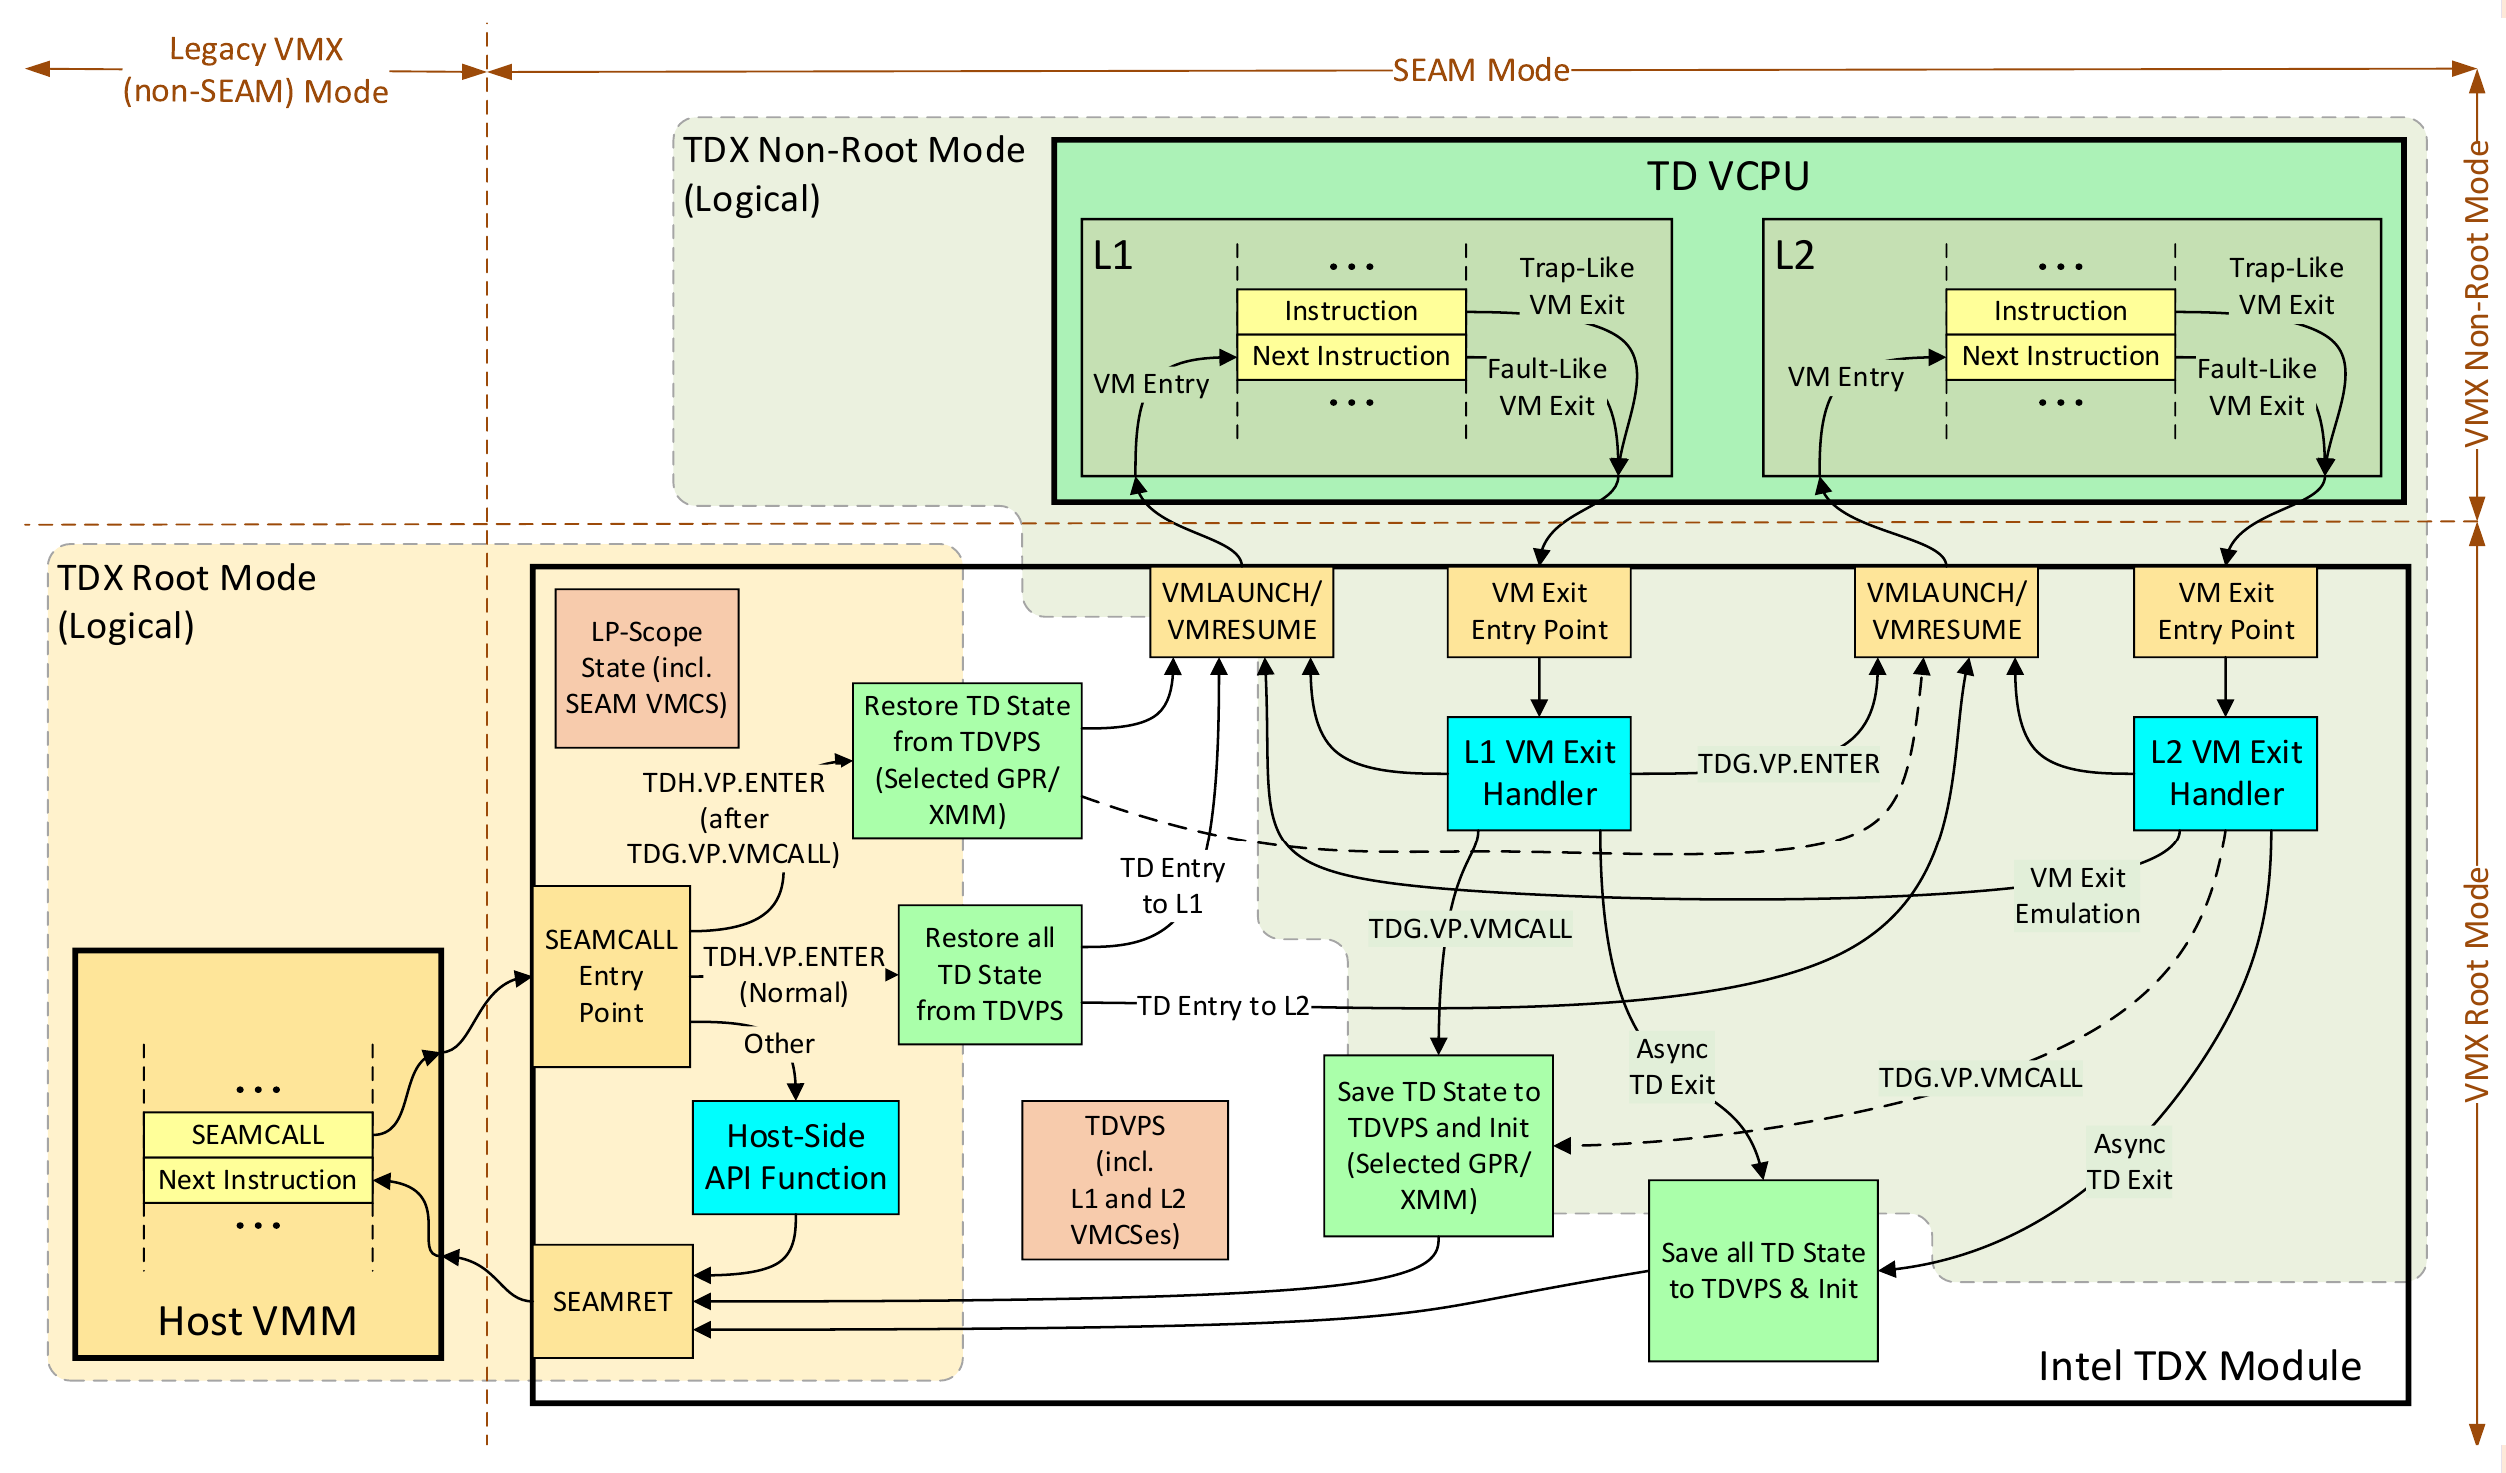 Legacy VMX
(non-SEAM) Mode
SEAM Mode
TDX Non-Root Mode
(Logical)
TD VCPU
L1
• • •
Instruction
Next Instruction
• • •
VM Entry
Trap-Like
VM Exit
Fault-Like
VM Exit
L2
• • •
Instruction
Next Instruction
• • •
VM Entry
Trap-Like
VM Exit
Fault-Like
VM Exit
VMX Non-Root Mode
TDX Root Mode
(Logical)
LP-Scope
State (incl.
SEAM VMCS)
VMLAUNCH/
VMRESUME
VM Exit
Entry Point
VMLAUNCH/
VMRESUME
VM Exit
Entry Point
Restore TD State
from TDVPS
(Selected GPR/
XMM)
L1 VM Exit
Handler
TDG.VP.ENTER
L2 VM Exit
Handler
TDH.VP.ENTER
(after
TDG.VP.VMCALL)
TD Entry
to L1
VM Exit
Emulation
SEAMCALL
Entry
Point
TDH.VP.ENTER
(Normal)
Other
Restore all
TD State
from TDVPS
TDG.VP.VMCALL
TD Entry to L2
Async
TD Exit
TDG.VP.VMCALL
Async
TD Exit
VMX Root Mode
• • •
SEAMCALL
Next Instruction
• • •
Host VMM
Host-Side
API Function
TDVPS
(incl.
L1 and L2
VMCSes)
Save TD State to
TDVPS and Init
(Selected GPR/
XMM)
Save all TD State
to TDVPS & Init
SEAMRET
Intel TDX Module